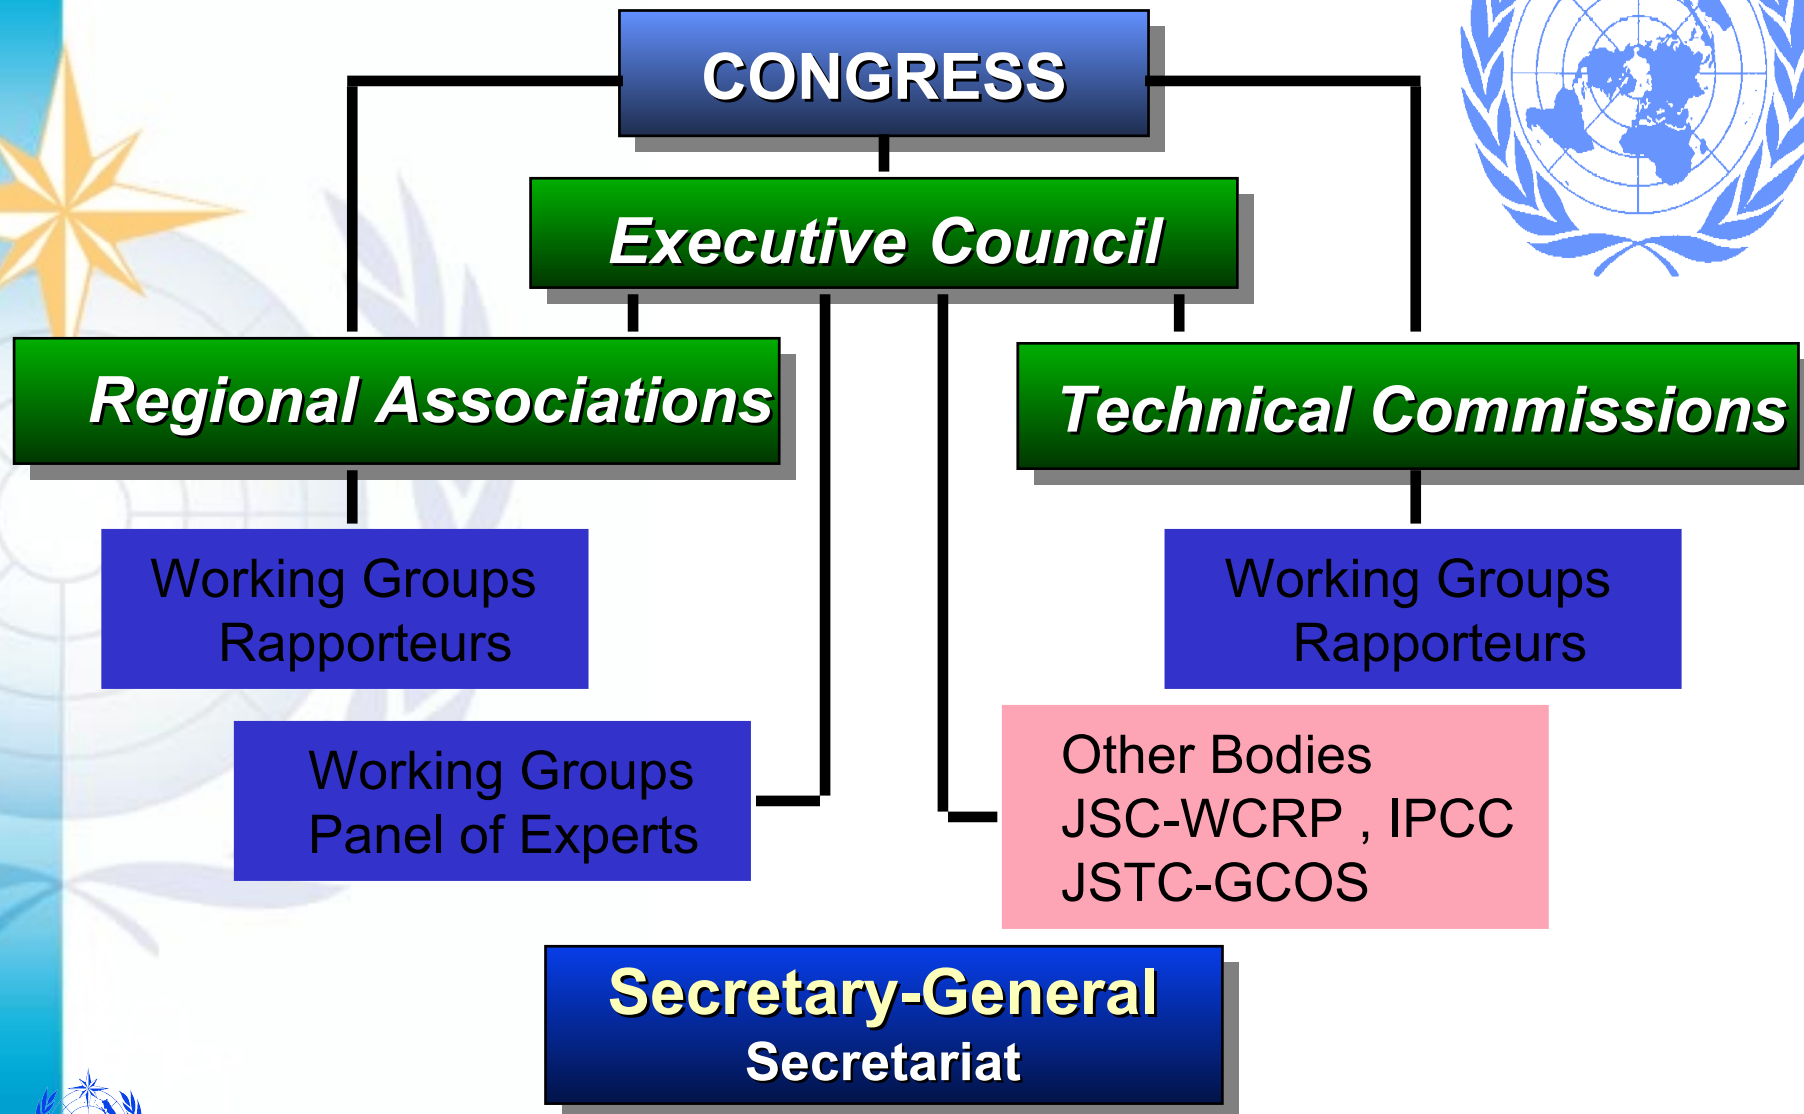 CONGRESS
Executive Council
Regional Associations
Technical Commissions
Working Groups
Rapporteurs
Working Groups
Rapporteurs
Working Groups
Panel of Experts
Other Bodies
JSC-WCRP , IPCC
JSTC-GCOS
Secretary-General
Secretariat